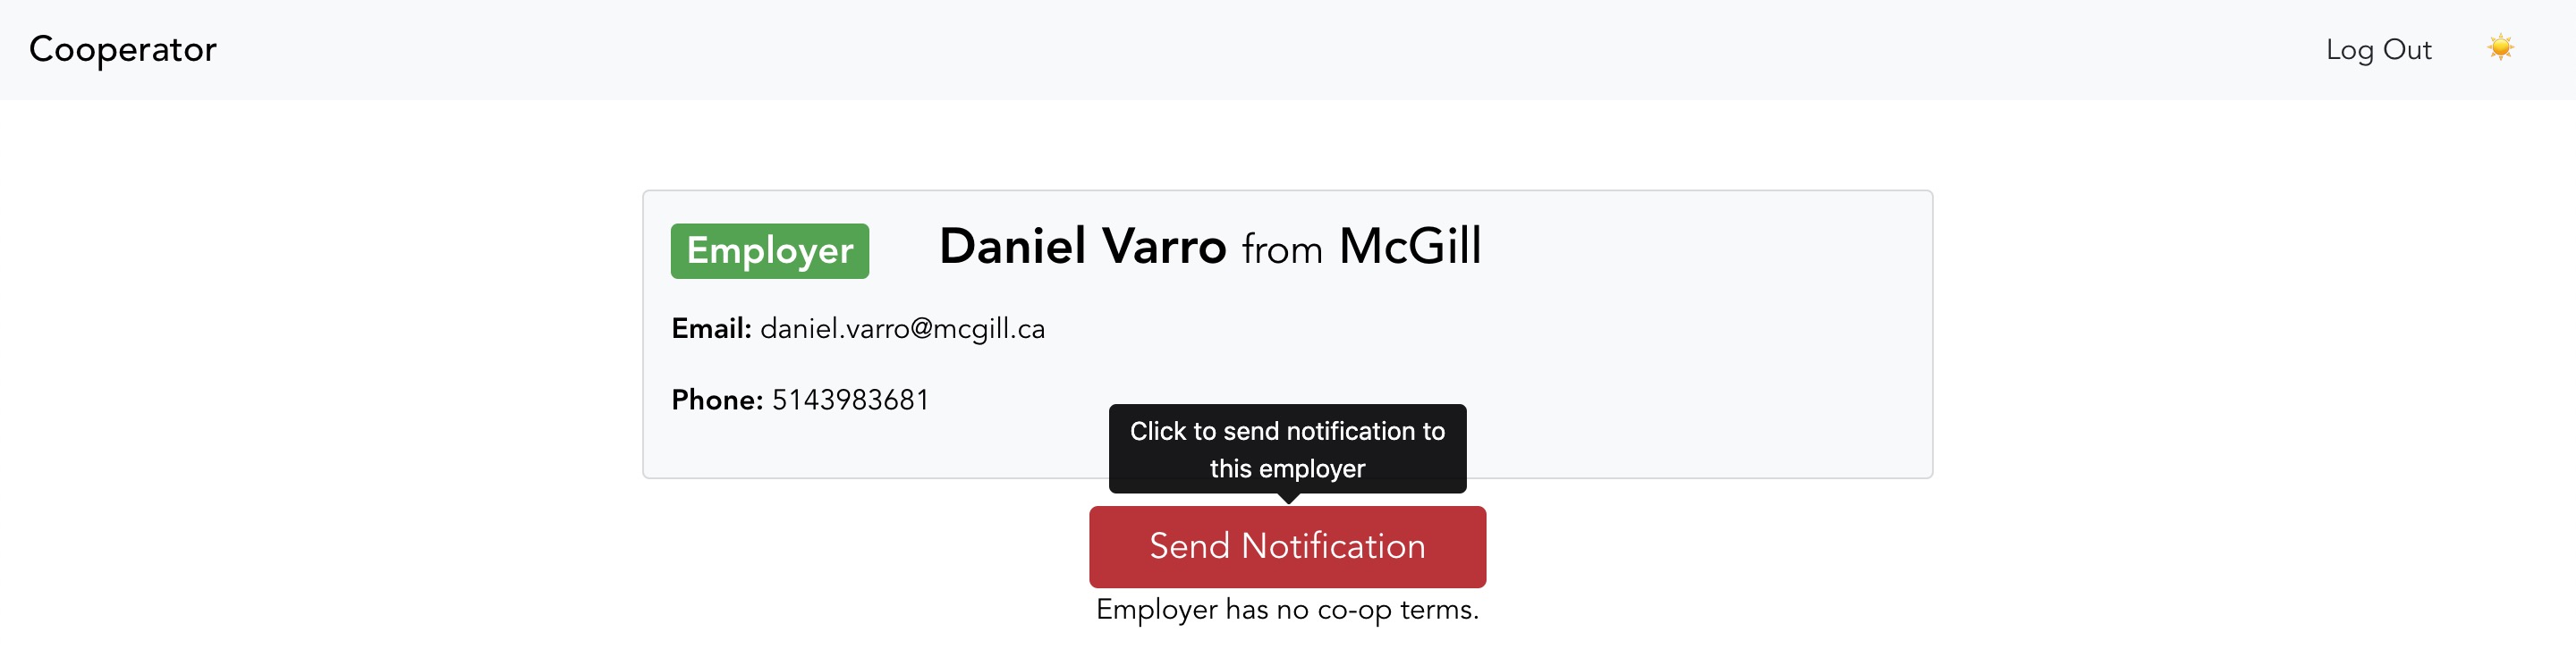 Cooperator
Log Out
Employer
Daniel Varro from McGill
Email: daniel.varro@mcgill.ca
Phone: 5143983681
Click to send notification to
this employer
Send Notification
Employer has no co-op terms.